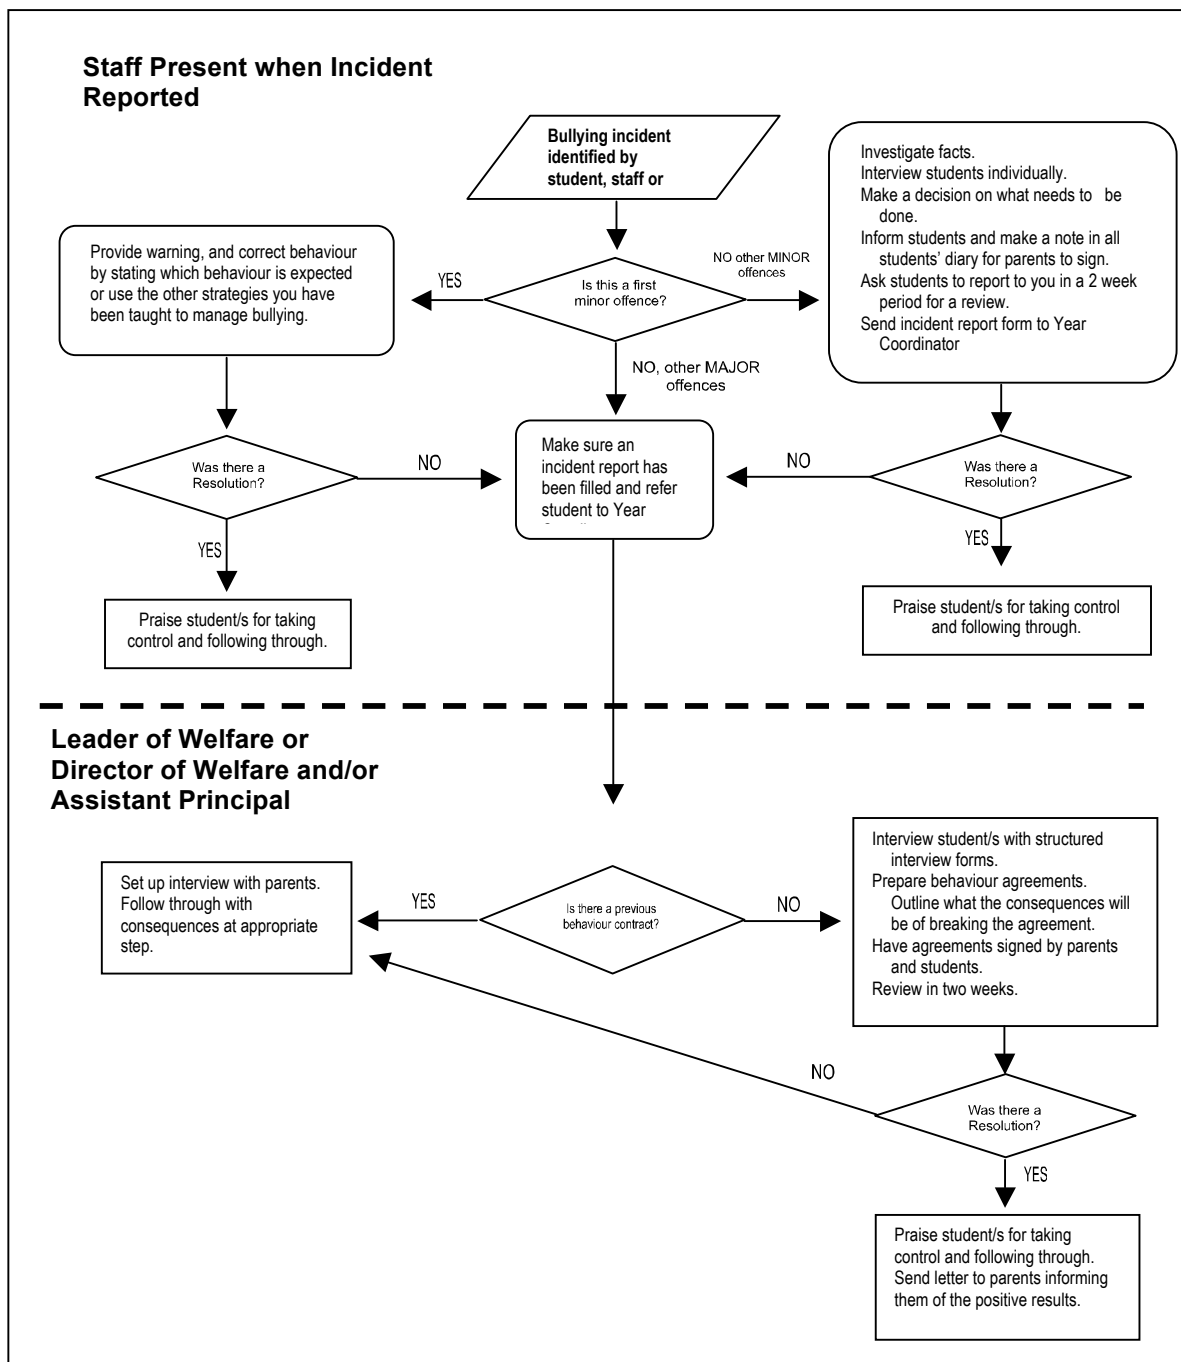 Staff Present when Incident
Reported
Bullying incident
identified by
student, staff or
Investigate facts.
Interview students individually.
Make a decision on what needs to be
done.
Inform students and make a note in all
students’ diary for parents to sign.
Ask students to report to you in a 2 week
period for a review.
Send incident report form to Year
Coordinator
Provide warning, and correct behaviour
by stating which behaviour is expected
or use the other strategies you have
been taught to manage bullying.
YES
Is this a first
minor offence?
NO other MINOR
offences
NO, other MAJOR
offences
Was there a
Resolution?
NO
Make sure an
incident report has
been filled and refer
student to Year
NO
Was there a
Resolution?
YES
YES
Praise student/s for taking
control and following through.
Praise student/s for taking control
and following through.
Leader of Welfare or
Director of Welfare and/or
Assistant Principal
Set up interview with parents.
Follow through with
consequences at appropriate
step.
YES
Is there a previous
behaviour contract?
NO
Interview student/s with structured
interview forms.
Prepare behaviour agreements.
Outline what the consequences will
be of breaking the agreement.
Have agreements signed by parents
and students.
Review in two weeks.
NO
Was there a
Resolution?
YES
Praise student/s for taking
control and following through.
Send letter to parents informing
them of the positive results.